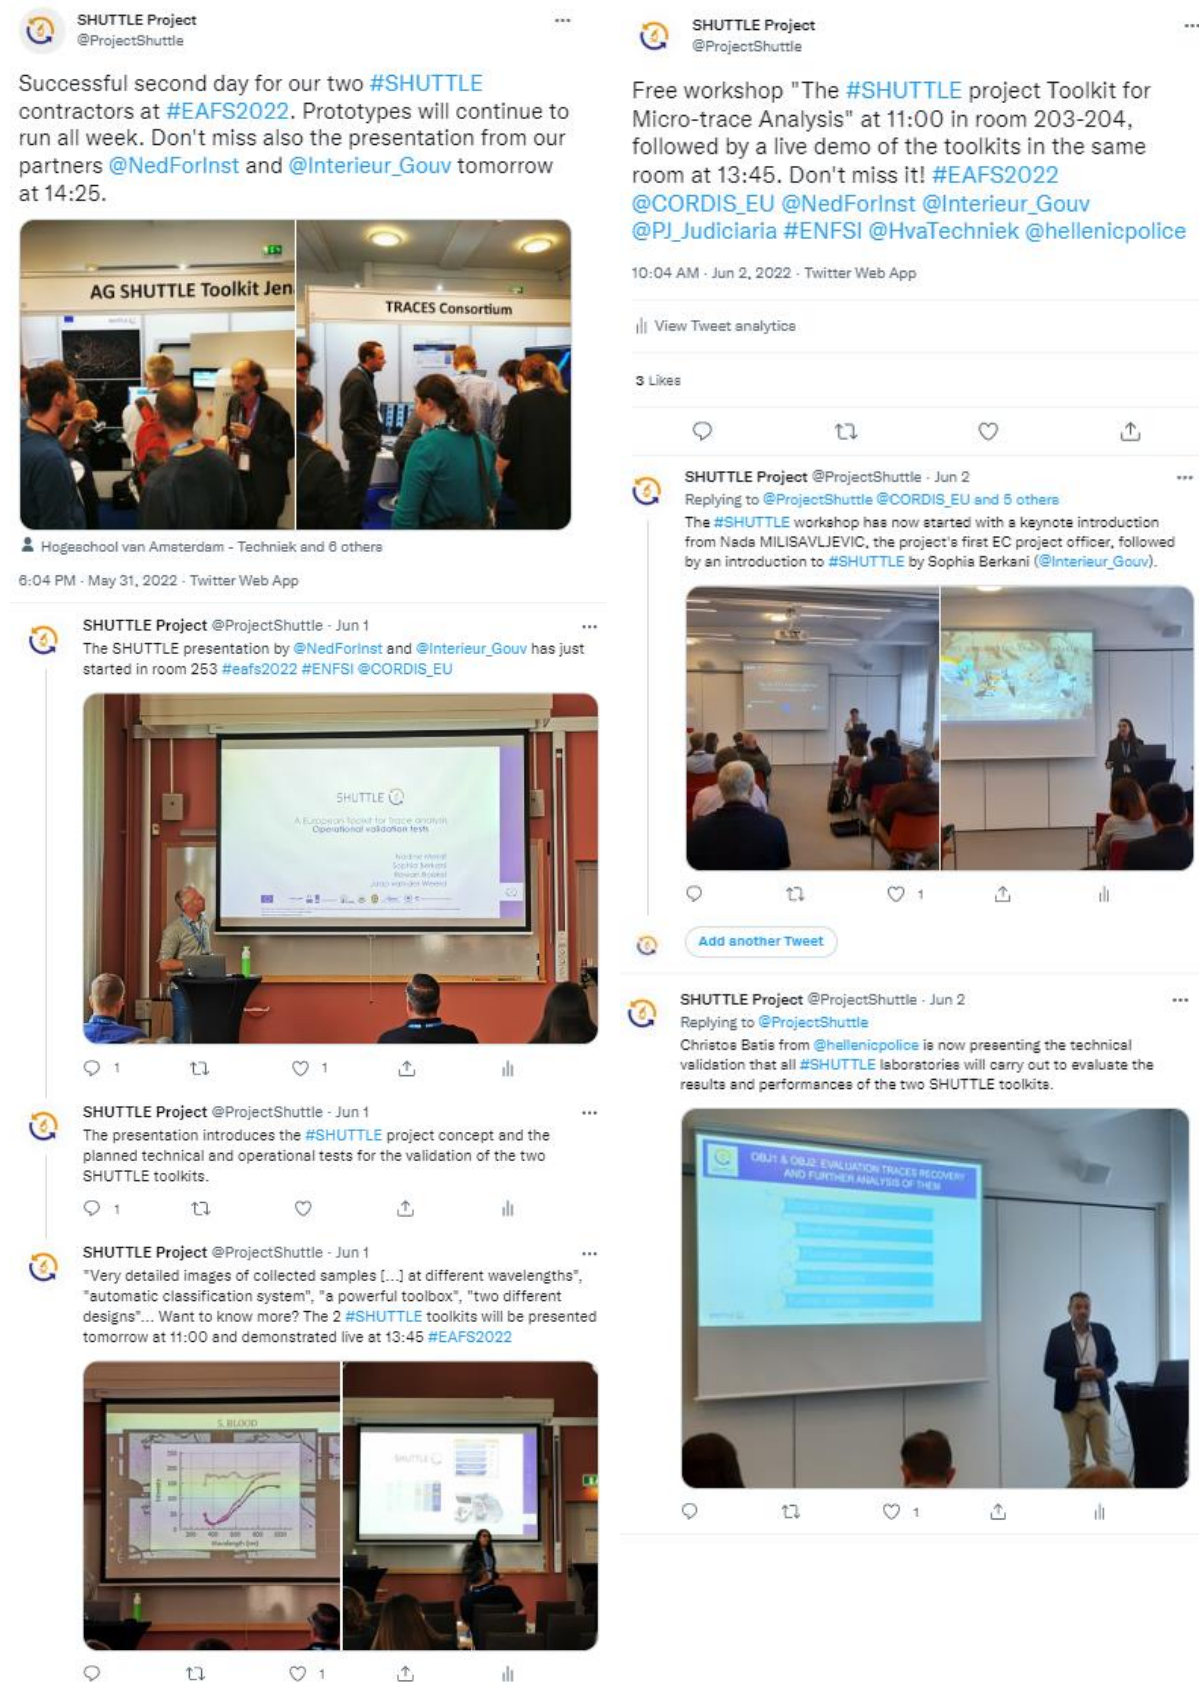 SHUTTLE Project
@ProjectShuttle
Successful second day for our two #SHUTTLE
contractors at #EAFS2022. Prototypes will continue to
run all week. Don't miss also the presentation from our
partners @NedForInst and @Interieur_Gouv tomorrow
at 14:25.
AG SHUTTLE Toolkit Jen
TRACES Consortium
Hogeschool van Amsterdam - Techniek and 6 others
6:04 PM · May 31, 2022 · Twitter Web App
SHUTTLE Project @ProjectShuttle · Jun 1
The SHUTTLE presentation by @NedForInst and @Interieur_Gouv has just
started in room 253 #eafs2022 #ENFSI @CORDIS_EU
SHUTTLE
A European Toolkit for Trace analysis
Operational validation tests
Sophia Berkani
Jaap van der Weerd
1 1
SHUTTLE Project @ProjectShuttle · Jun 1
The presentation introduces the #SHUTTLE project concept and the
planned technical and operational tests for the validation of the two
SHUTTLE toolkits.
1
SHUTTLE Project @ProjectShuttle · Jun 1
"Very detailed images of collected samples [...] at different wavelengths",
"automatic classification system", "a powerful toolbox", "two different
designs"... Want to know more? The 2 #SHUTTLE toolkits will be presented
tomorrow at 11:00 and demonstrated live at 13:45 #EAFS2022
5. BLOOD
Wavelength (nm)
SHUTTLE
1
SHUTTLE Project
@ProjectShuttle
Free workshop "The #SHUTTLE project Toolkit for
Micro-trace Analysis" at 11:00 in room 203-204,
followed by a live demo of the toolkits in the same
room at 13:45. Don't miss it! #EAFS2022
@CORDIS_EU @NedForInst @Interieur_Gouv
@PJ_Judiciaria #ENFSI @HvaTechniek @hellenicpolice
10:04 AM · Jun 2, 2022 · Twitter Web App
View Tweet analytics
3 Likes
SHUTTLE Project @ProjectShuttle · Jun 2
Replying to @ProjectShuttle @CORDIS_EU and 5 others
The #SHUTTLE workshop has now started with a keynote introduction
from Nada MILISAVLJEVIC, the project's first EC project officer, followed
by an introduction to #SHUTTLE by Sophia Berkani (@Interieur_Gouv).
1
Add another Tweet
SHUTTLE Project @ProjectShuttle · Jun 2
Replying to @ProjectShuttle
Christos Batis from @hellenicpolice is now presenting the technical
validation that all #SHUTTLE laboratories will carry out to evaluate the
results and performances of the two SHUTTLE toolkits.
OBJ1 & OBJ2: EVALUATION TRACES RECOVERY
AND FURTHER ANALYSIS OF THEM
1